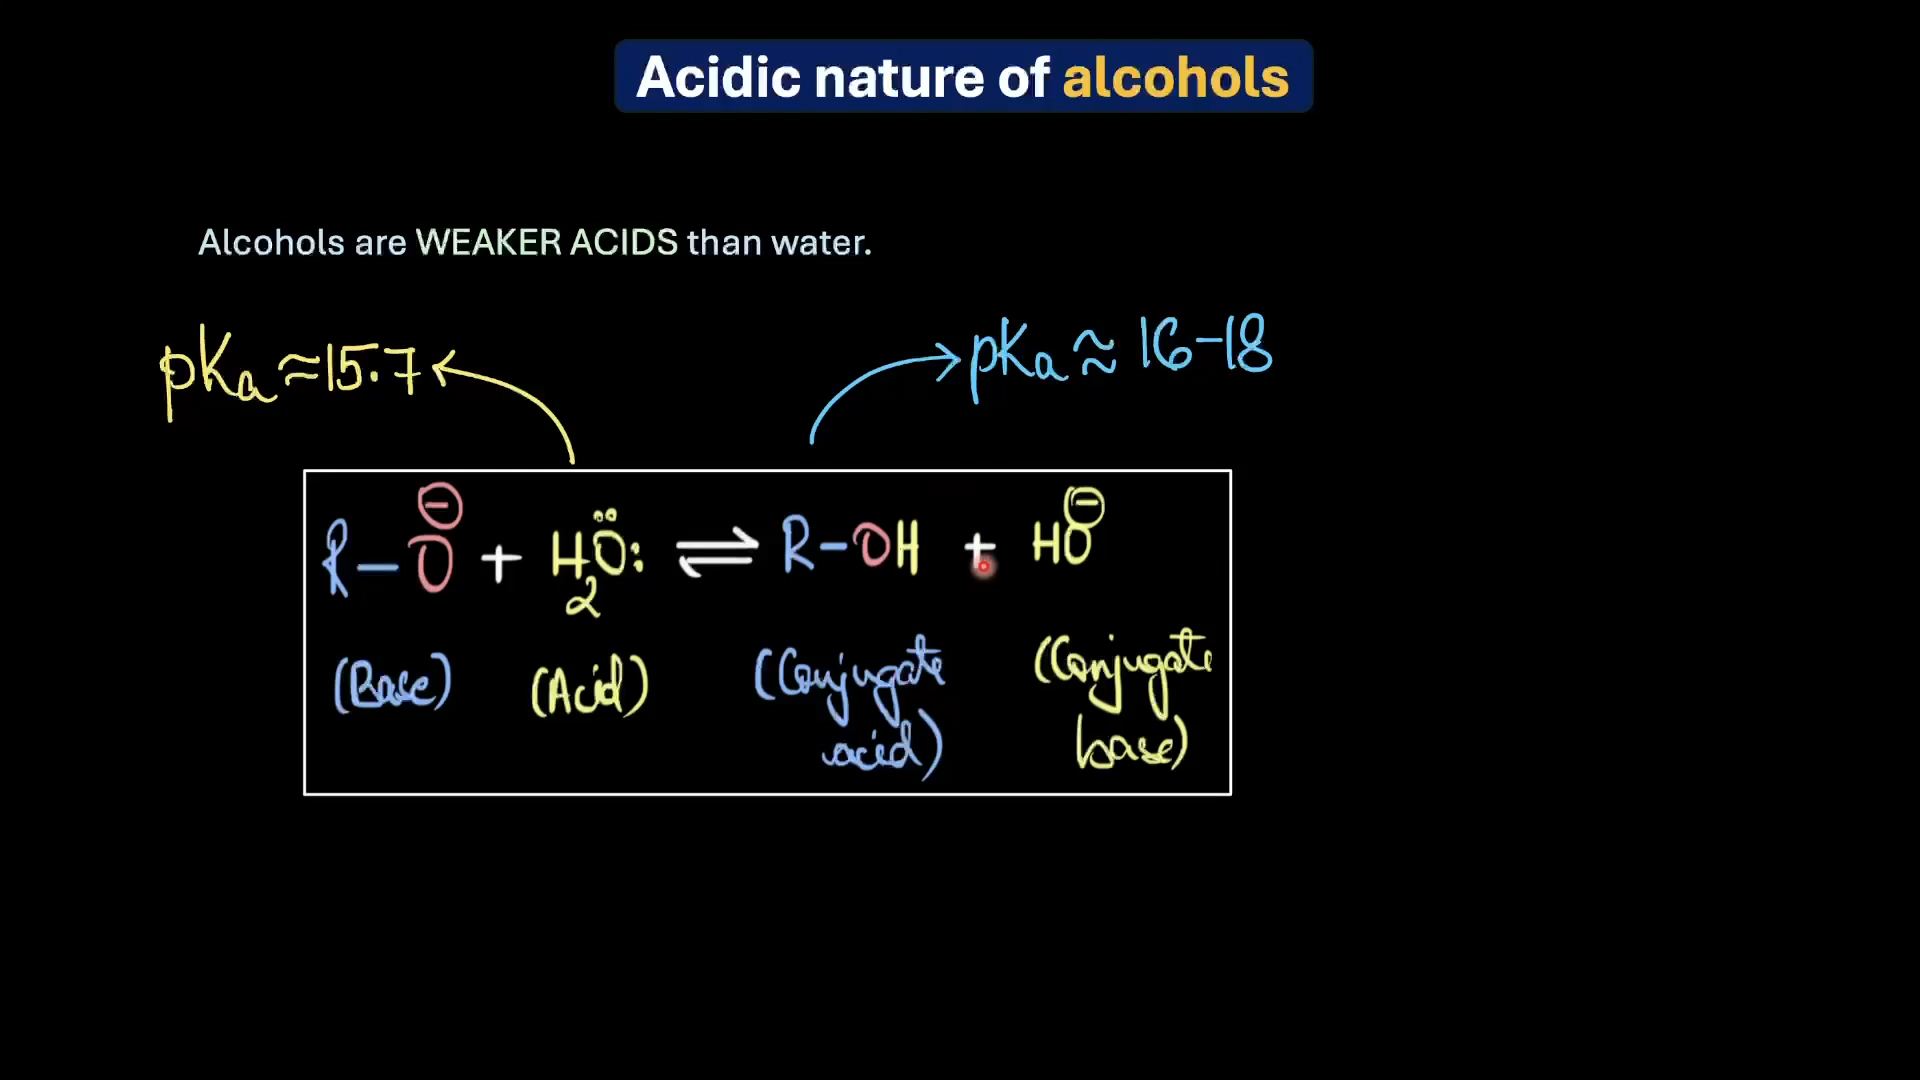 Acidic nature of alcohols
Alcohols are WEAKER ACIDS than water.
pKa ≈ 15.7
pKa ≈ 16-18
R-O⊖ + H₂Ö: ⇌ R-OH + HO⊖
(Base) (Acid) (Conjugate acid) (Conjugate base)